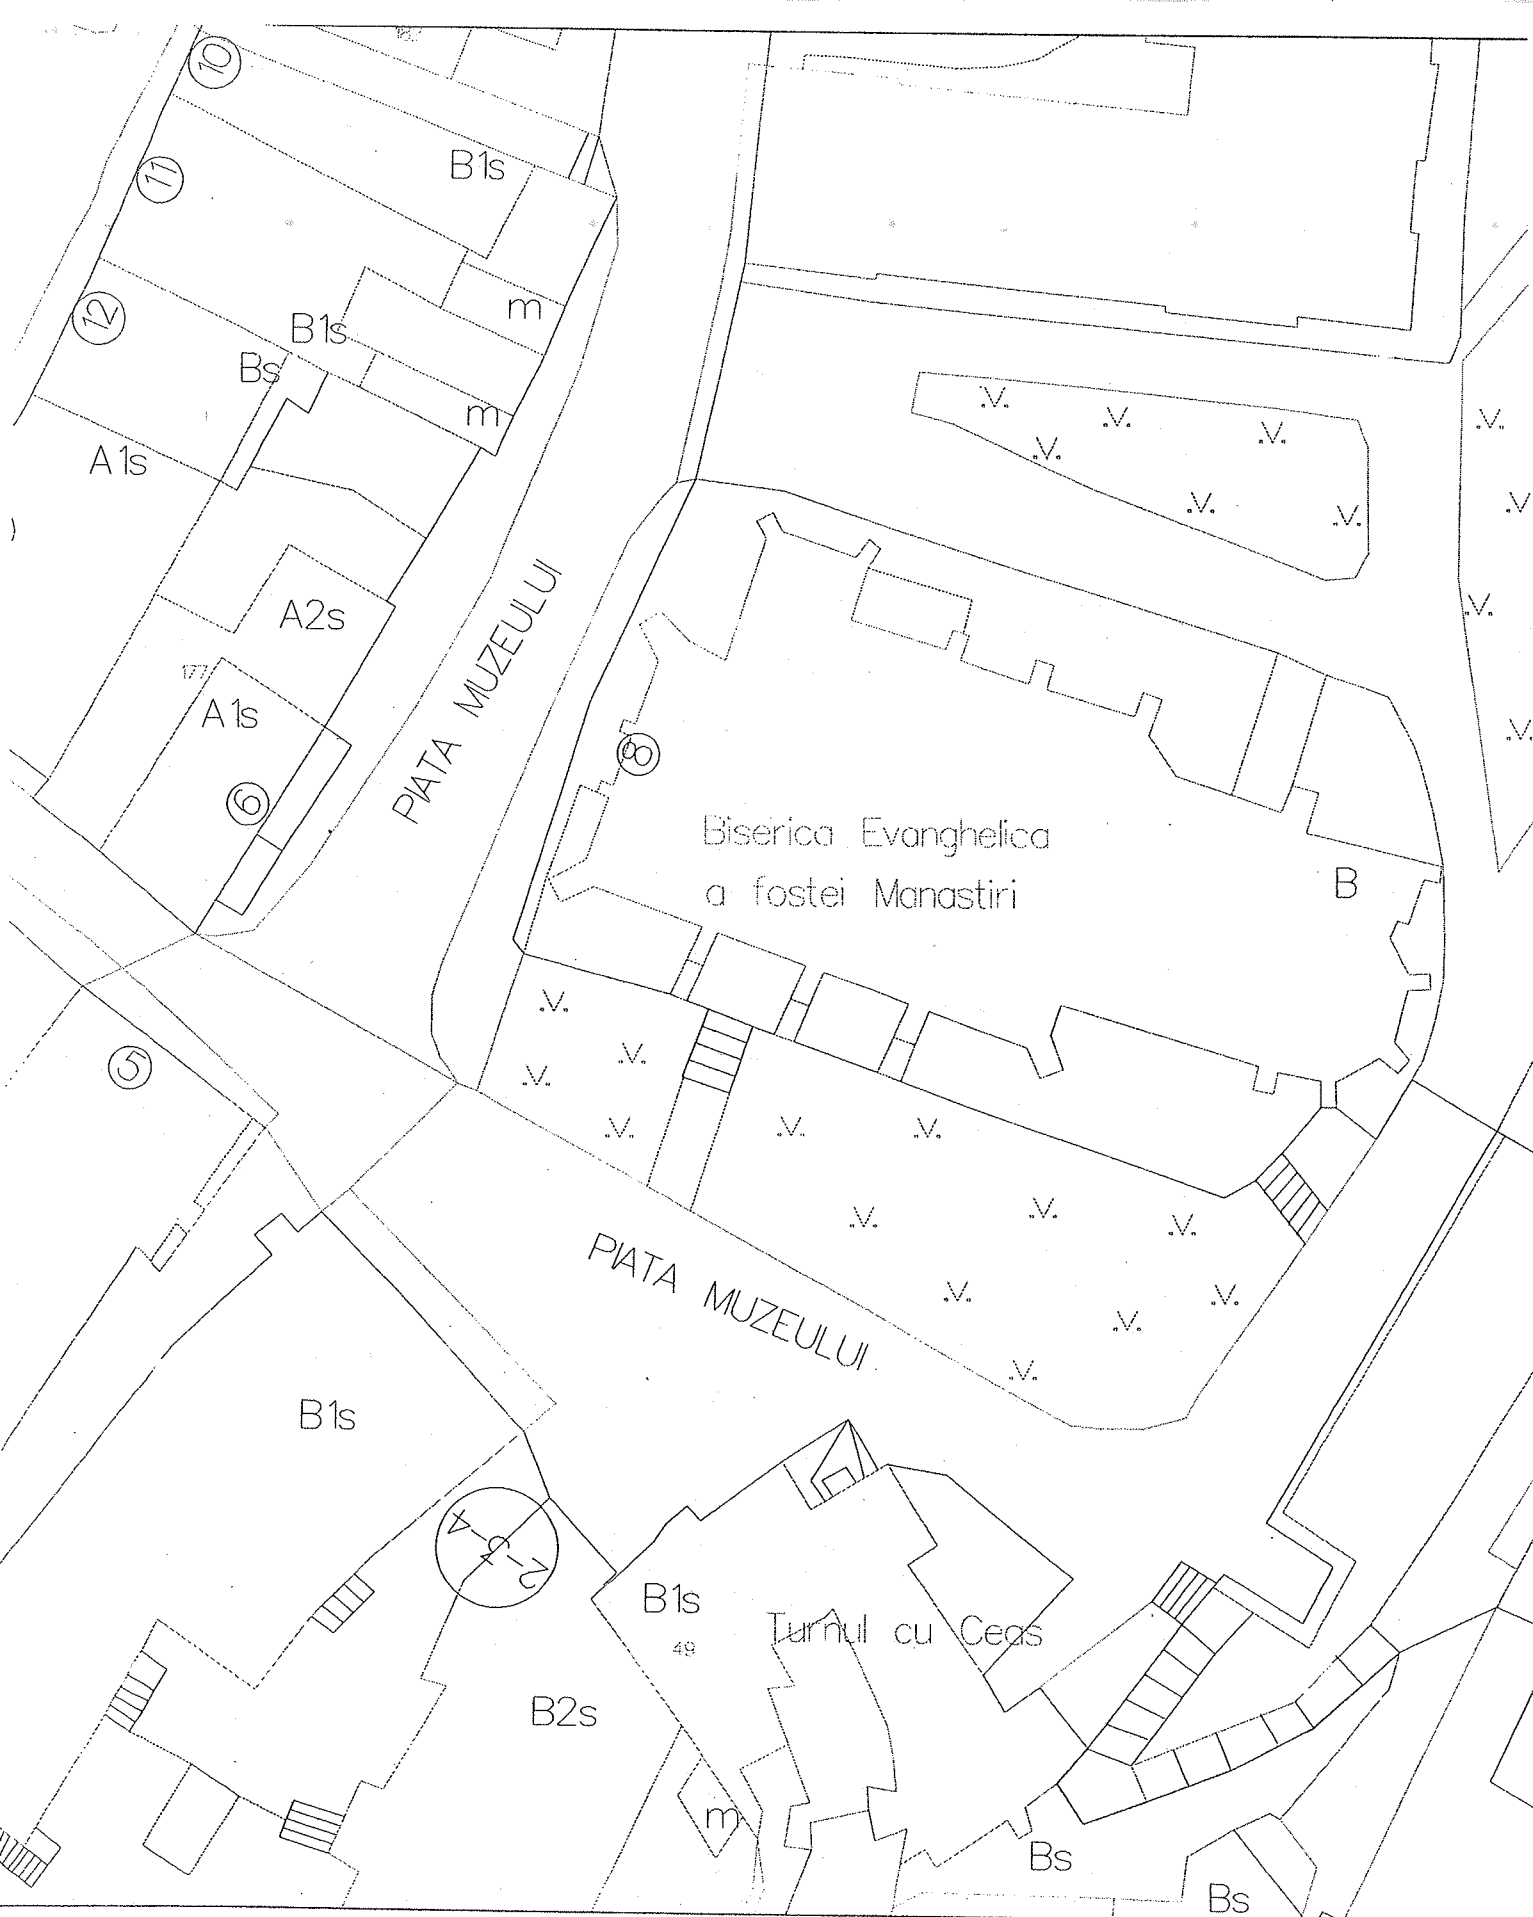 10
B1s
11
m
12
B1s
Bs
m
A1s
PIATA MUZEULUI
A2s
177
A1s
8
6
Biserica Evanghelica
a fostei Manastiri
B
5
PIATA MUZEULUI
B1s
2-3-4
B1s
49
Turnul cu Ceas
B2s
m
Bs
Bs